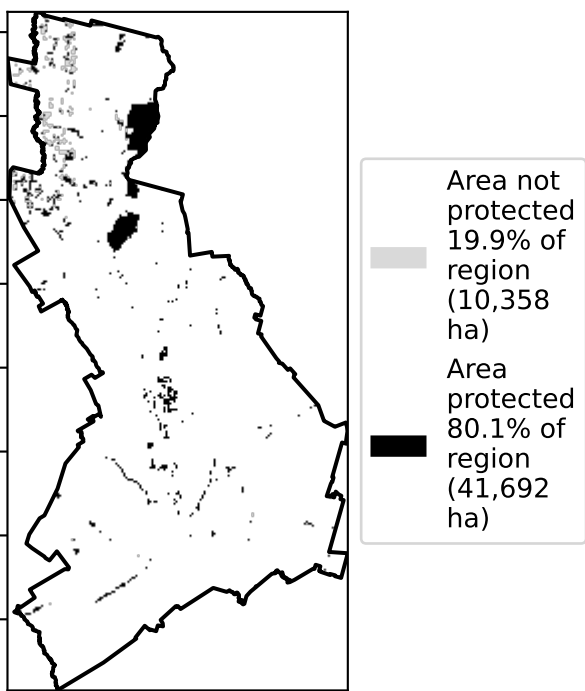 Area not
protected
19.9% of
region
(10,358
ha)
Area
protected
80.1% of
region
(41,692
ha)